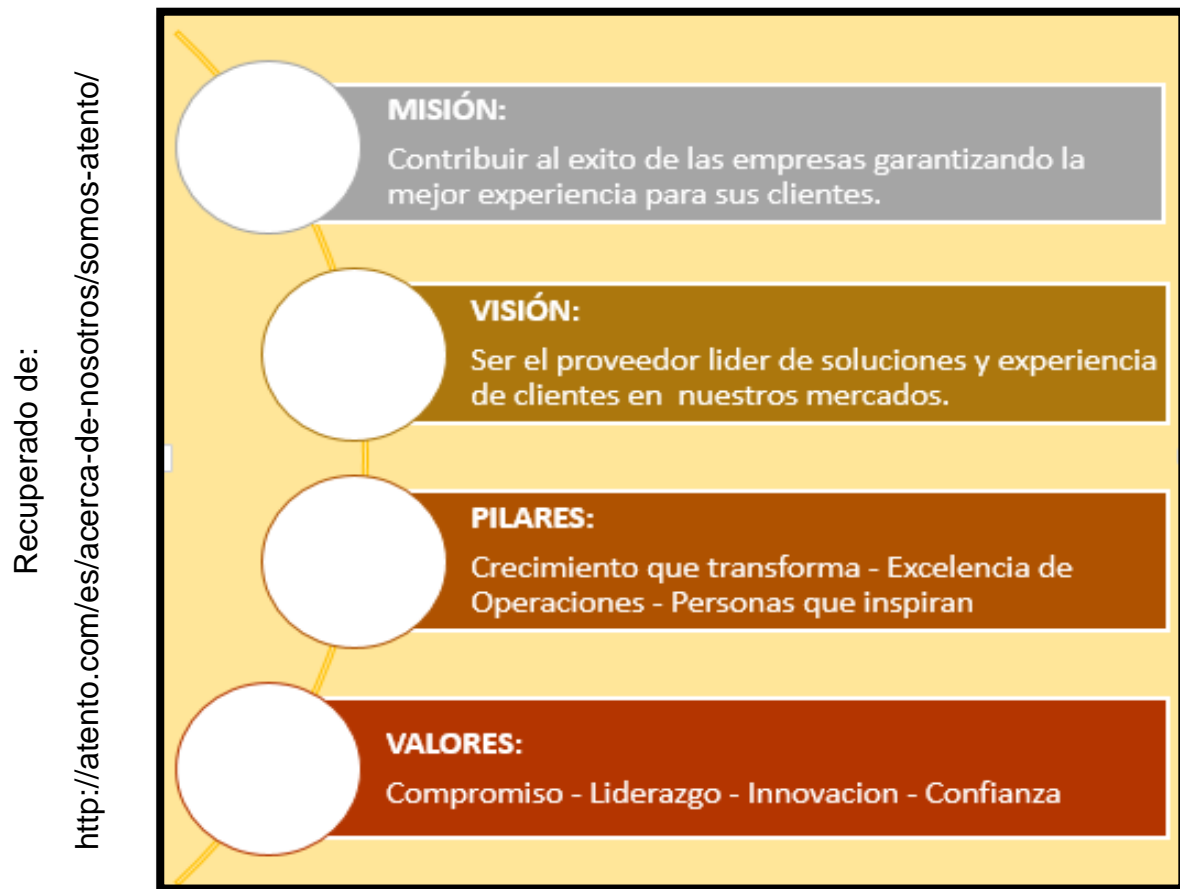 Recuperado de:
http://atento.com/es/acerca-de-nosotros/somos-atento/
MISIÓN:
Contribuir al exito de las empresas garantizando la
mejor experiencia para sus clientes.
VISIÓN:
Ser el proveedor lider de soluciones y experiencia
de clientes en nuestros mercados.
PILARES:
Crecimiento que transforma - Excelencia de
Operaciones - Personas que inspiran
VALORES:
Compromiso - Liderazgo - Innovacion - Confianza